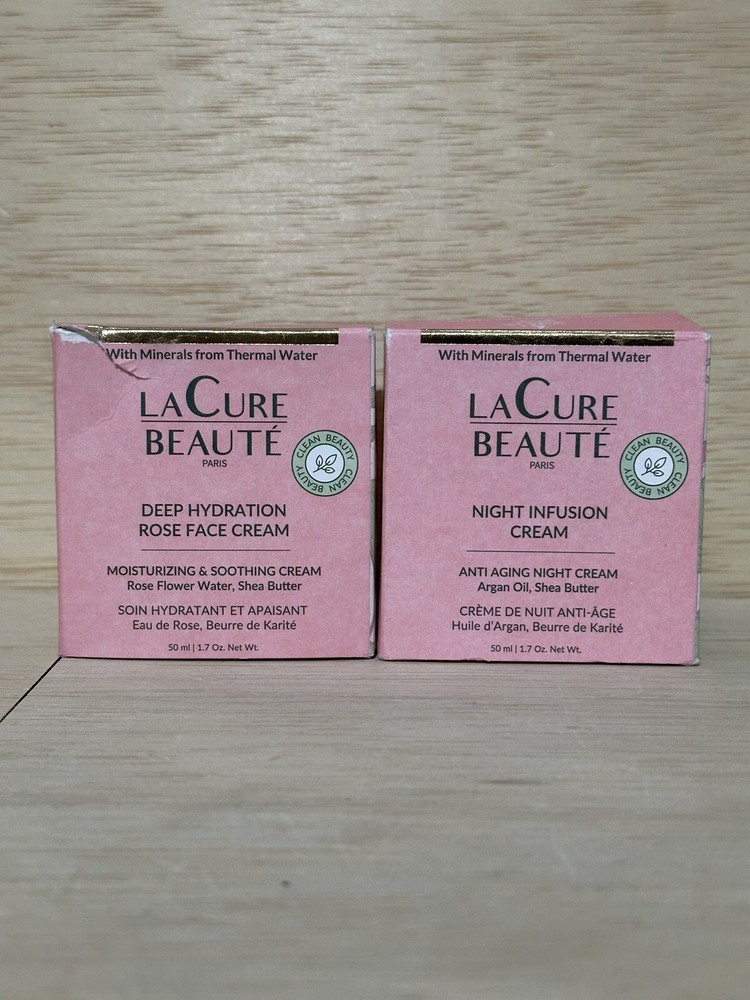 With Minerals from Thermal Water
LACURE
BEAUTÉ
PARIS
CLEAN BEAUTY CLEAN BEAUTY
DEEP HYDRATION
ROSE FACE CREAM
MOISTURIZING & SOOTHING CREAM
Rose Flower Water, Shea Butter
SOIN HYDRATANT ET APAISANT
Eau de Rose, Beurre de Karité
50 ml | 1.7 Oz. Net Wt.
With Minerals from Thermal Water
LACURE
BEAUTÉ
PARIS
CLEAN BEAUTY CLEAN BEAUTY
NIGHT INFUSION
CREAM
ANTI AGING NIGHT CREAM
Argan Oil, Shea Butter
CRÈME DE NUIT ANTI-ÂGE
Huile d'Argan, Beurre de Karité
50 ml | 1.7 Oz. Net Wt.